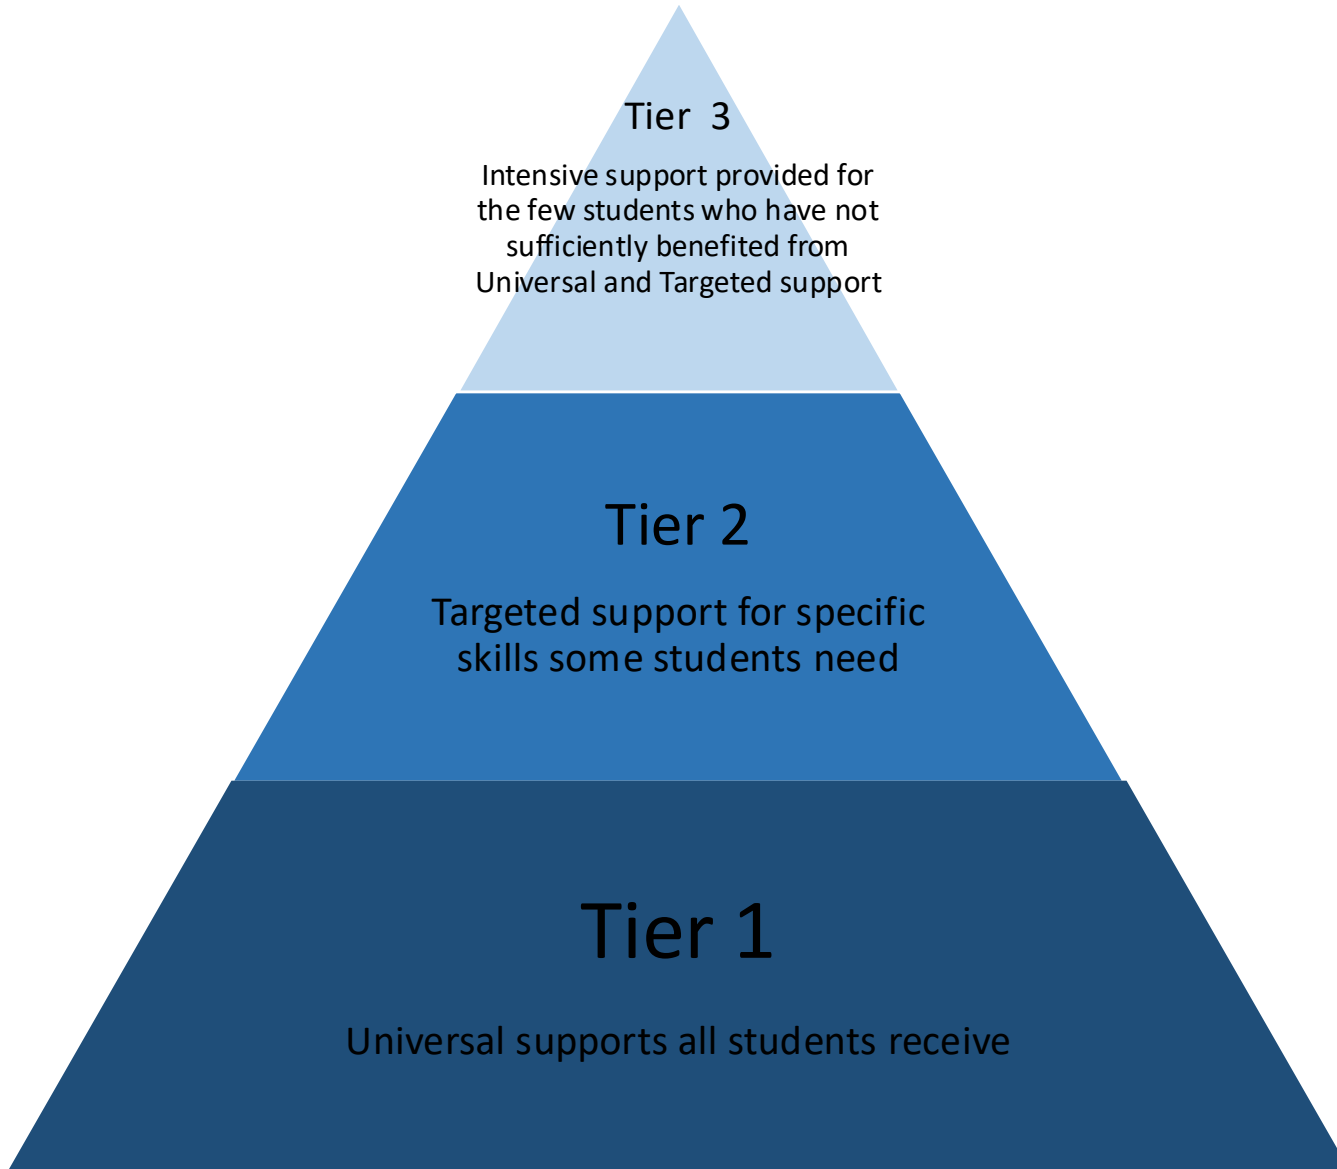 Tier 3
Intensive support provided for
the few students who have not
sufficiently benefited from
Universal and Targeted support
Tier 2
Targeted support for specific
skills some students need
Tier 1
Universal supports all students receive